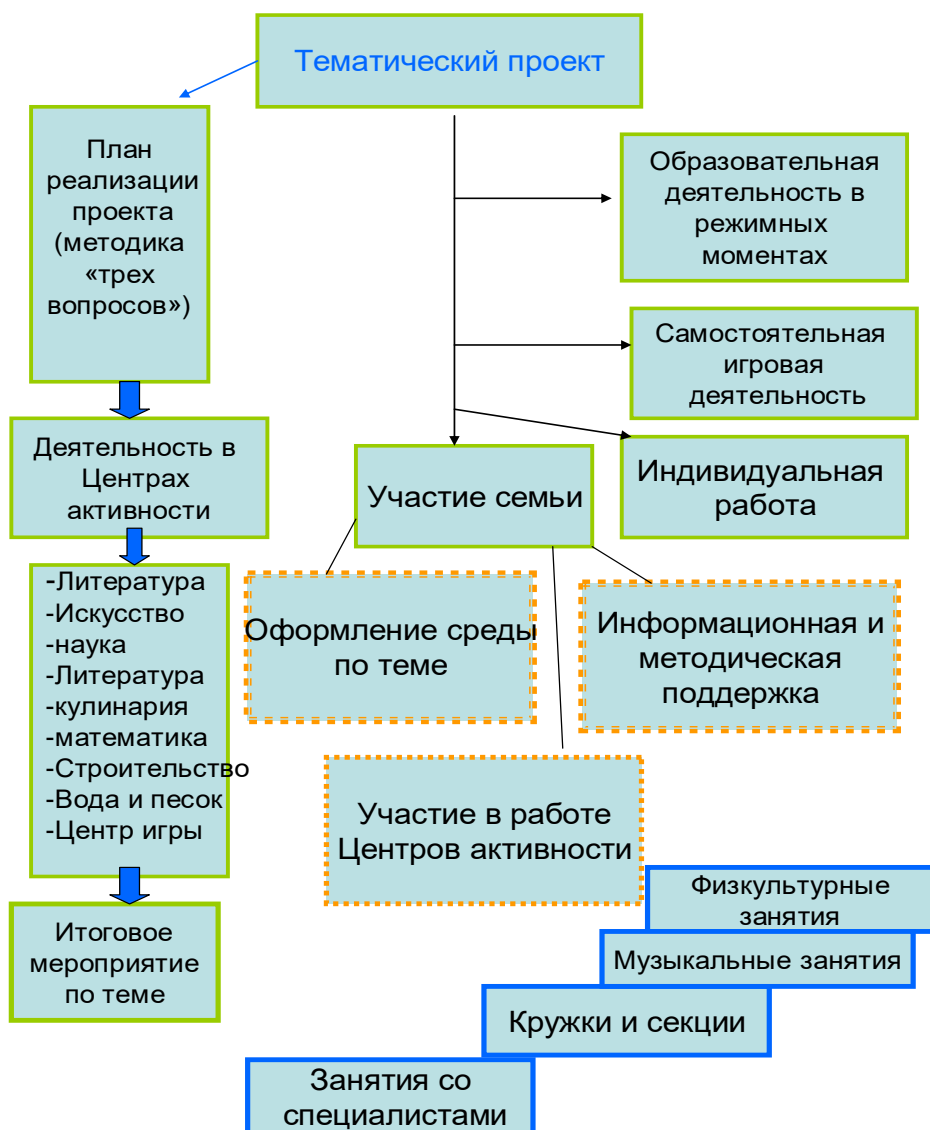 Тематический проект
План
реализации
проекта
(методика
«трех
вопросов»)
Образовательная
деятельность в
режимных
моментах
Самостоятельная
игровая
деятельность
Деятельность в
Центрах
активности
Участие семьи
Индивидуальная
работа
-Литература
-Искусство
-наука
-Литература
-кулинария
-математика
-Строительство
-Вода и песок
-Центр игры
Оформление среды
по теме
Информационная и
методическая
поддержка
Участие в работе
Центров активности
Итоговое
мероприятие
по теме
Физкультурные
занятия
Музыкальные занятия
Кружки и секции
Занятия со
специалистами